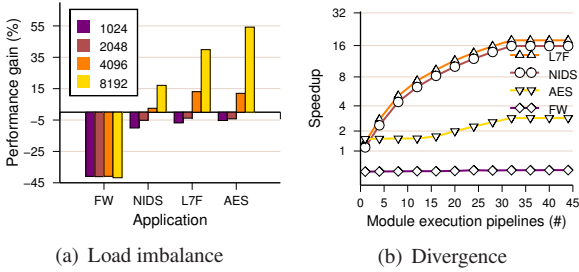 Performance gain (%)
55
15
-5
-25
-45
1024
2048
4096
8192
FW NIDS L7F AES
Application
(a) Load imbalance
Speedup
32
16
8
4
2
1
L7F
NIDS
AES
FW
0 5 10 15 20 25 30 35 40 45
Module execution pipelines (#)
(b) Divergence